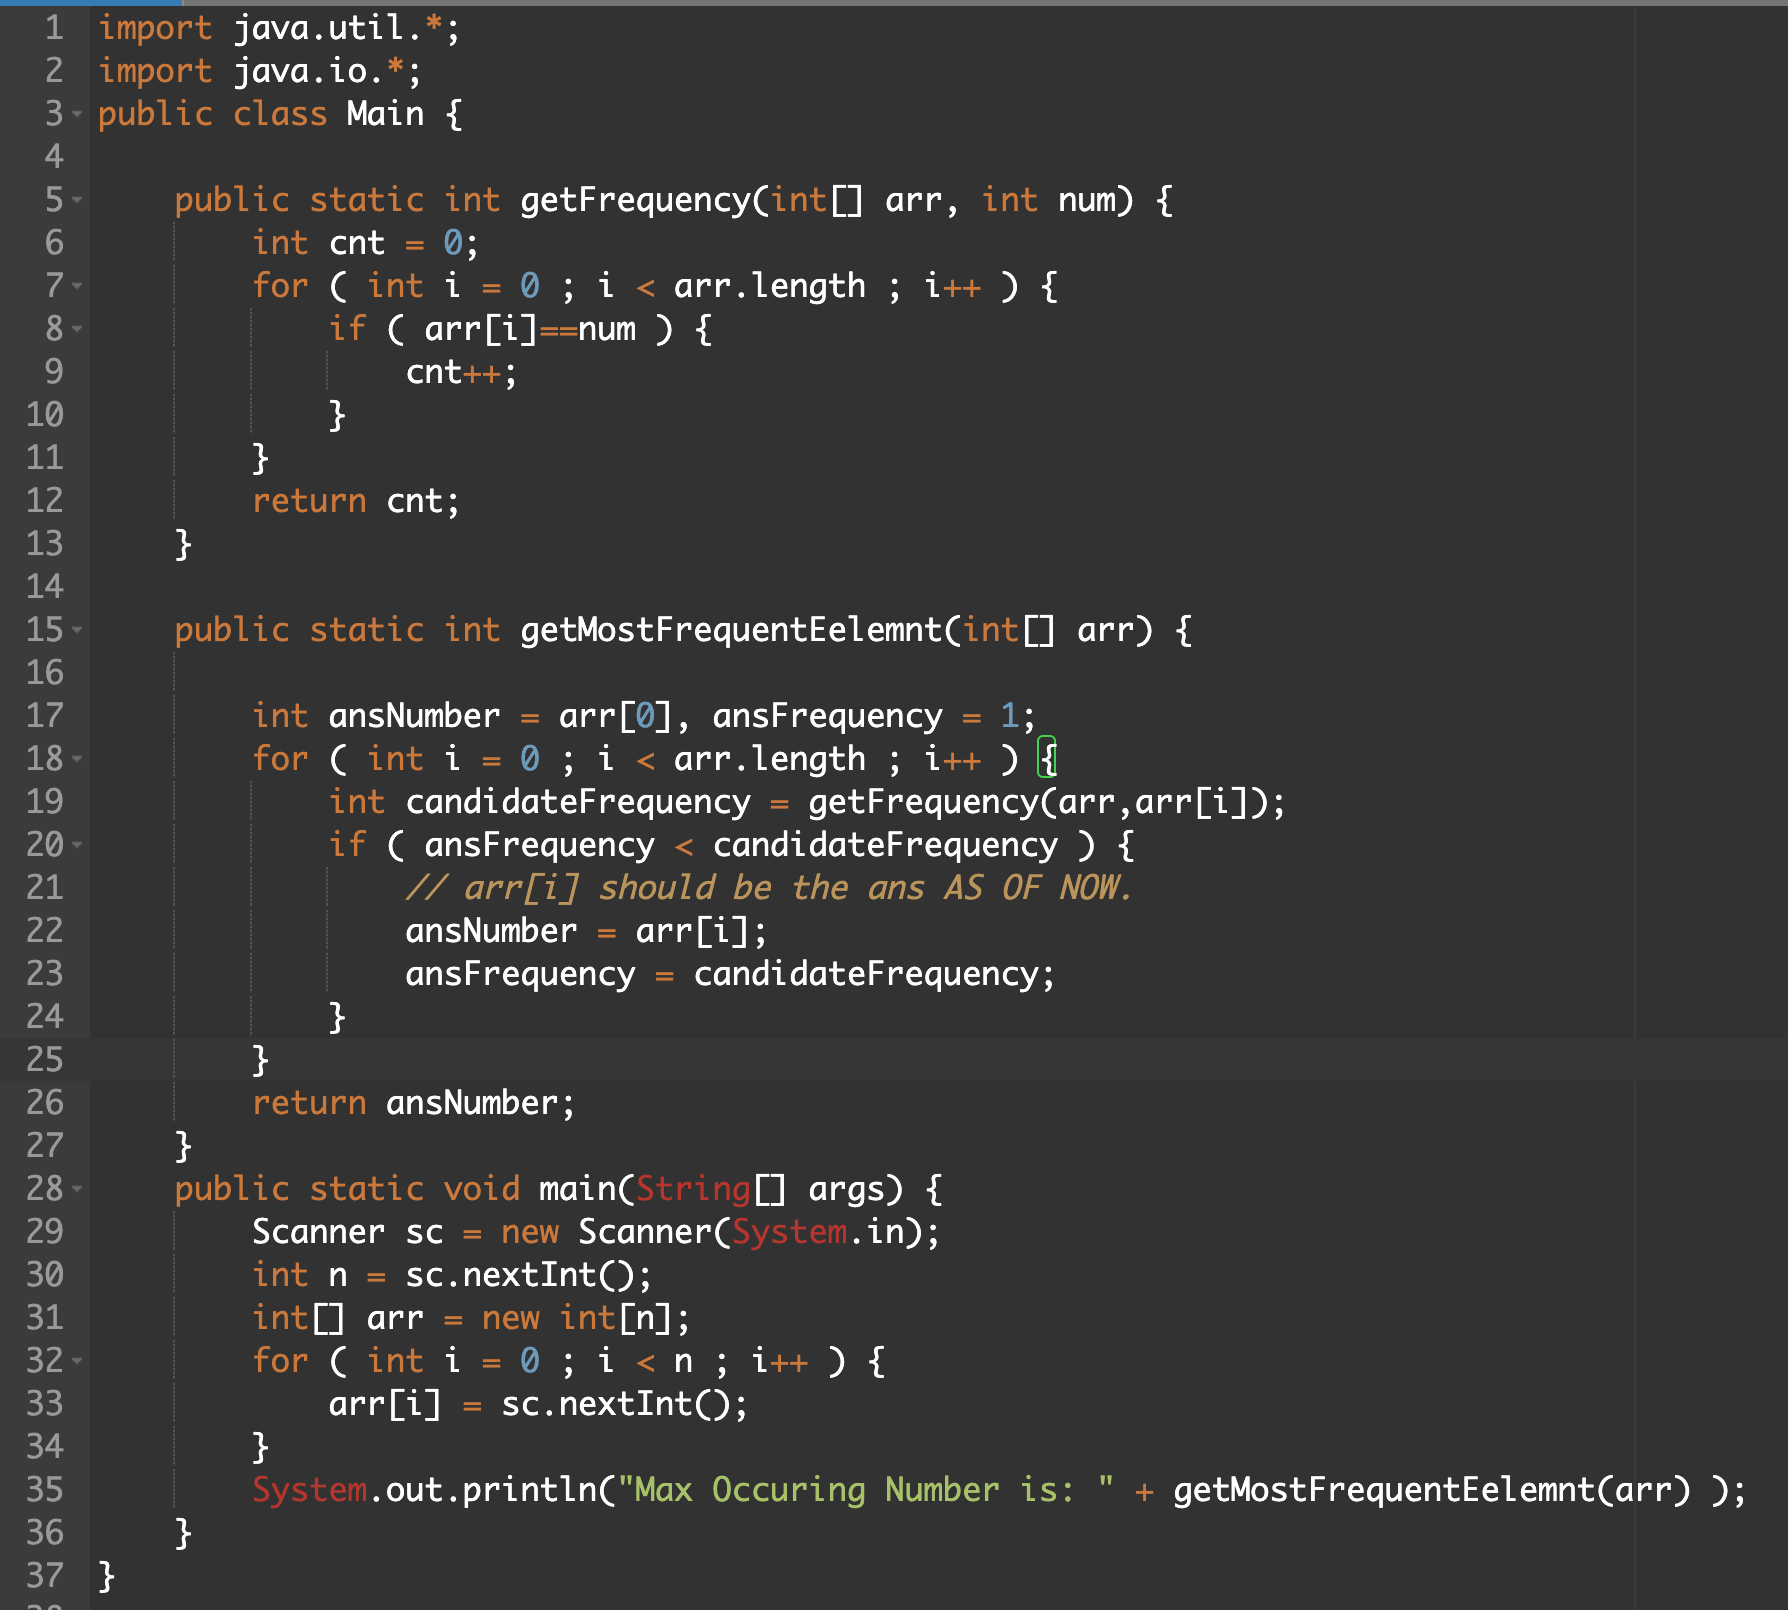 1 import java.util.*;
2 import java.io.*;
3 public class Main {
4
5     public static int getFrequency(int[] arr, int num) {
6         int cnt = 0;
7         for ( int i = 0 ; i < arr.length ; i++ ) {
8             if ( arr[i]==num ) {
9                 cnt++;
10             }
11         }
12         return cnt;
13     }
14
15     public static int getMostFrequentEelemnt(int[] arr) {
16
17         int ansNumber = arr[0], ansFrequency = 1;
18         for ( int i = 0 ; i < arr.length ; i++ ) {
19             int candidateFrequency = getFrequency(arr,arr[i]);
20             if ( ansFrequency < candidateFrequency ) {
21                 // arr[i] should be the ans AS OF NOW.
22                 ansNumber = arr[i];
23                 ansFrequency = candidateFrequency;
24             }
25         }
26         return ansNumber;
27     }
28     public static void main(String[] args) {
29         Scanner sc = new Scanner(System.in);
30         int n = sc.nextInt();
31         int[] arr = new int[n];
32         for ( int i = 0 ; i < n ; i++ ) {
33             arr[i] = sc.nextInt();
34         }
35         System.out.println("Max Occuring Number is: " + getMostFrequentEelemnt(arr) );
36     }
37 }